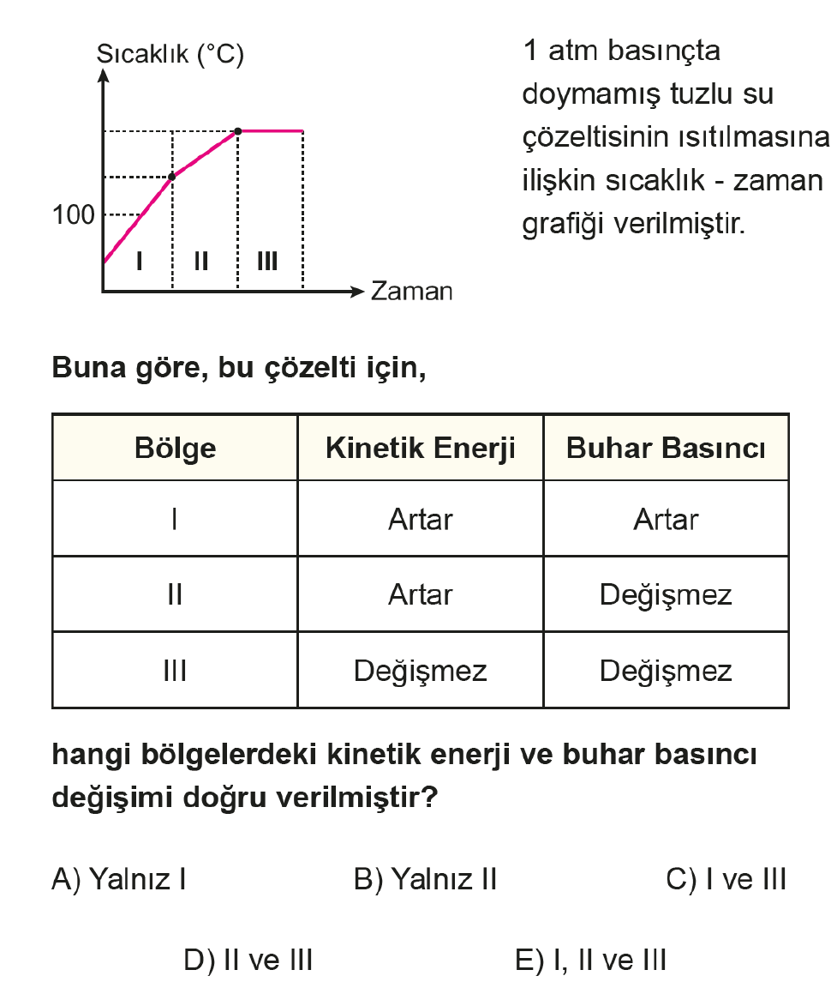 Sıcaklık (°C)
100
I II III
Zaman
1 atm basınçta
doymamış tuzlu su
çözeltisinin ısıtılmasına
ilişkin sıcaklık - zaman
grafiği verilmiştir.
Buna göre, bu çözelti için,
Bölge Kinetik Enerji Buhar Basıncı
I Artar Artar
II Artar Değişmez
III Değişmez Değişmez
hangi bölgelerdeki kinetik enerji ve buhar basıncı
değişimi doğru verilmiştir?
A) Yalnız I B) Yalnız II C) I ve III
D) II ve III E) I, II ve III